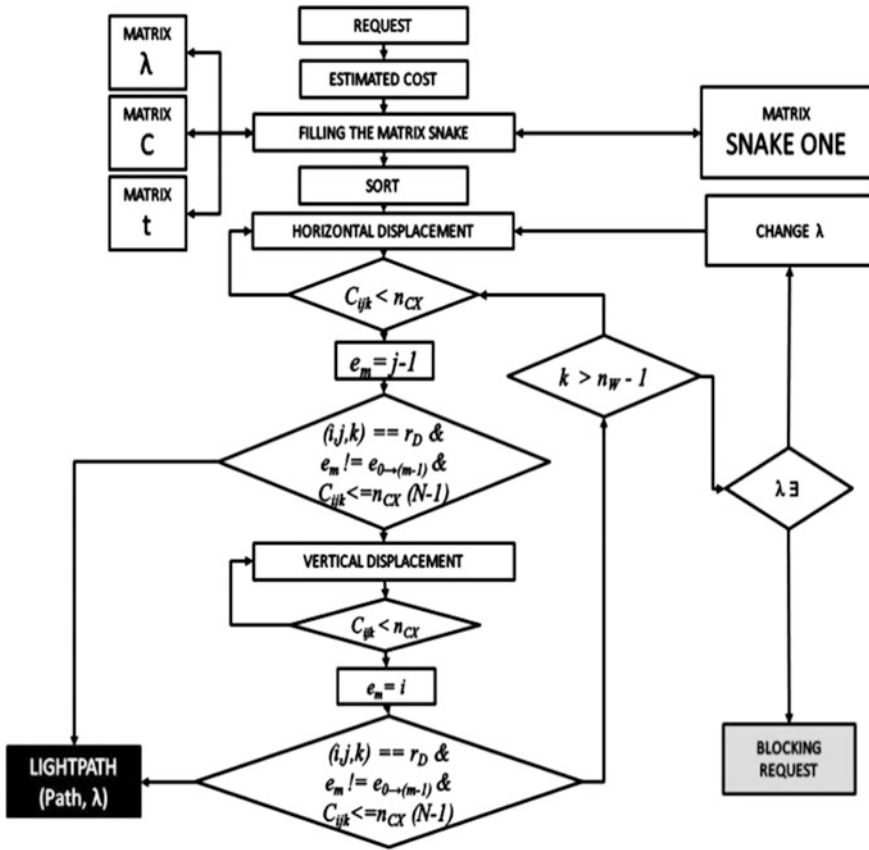 REQUEST
ESTIMATED COST
FILLING THE MATRIX SNAKE
SORT
HORIZONTAL DISPLACEMENT
MATRIX
λ
MATRIX
C
MATRIX
t
MATRIX
SNAKE ONE
CHANGE λ
C_ijk < n_CX
e_m = j-1
k > n_W - 1
(i,j,k) == r_D &
e_m != e_0→(m-1) &
C_ijk <= n_CX (N-1)
λ ∃
VERTICAL DISPLACEMENT
C_ijk < n_CX
e_m = i
(i,j,k) == r_D &
e_m != e_0→(m-1) &
C_ijk <= n_CX (N-1)
LIGHTPATH
(Path, λ)
BLOCKING
REQUEST